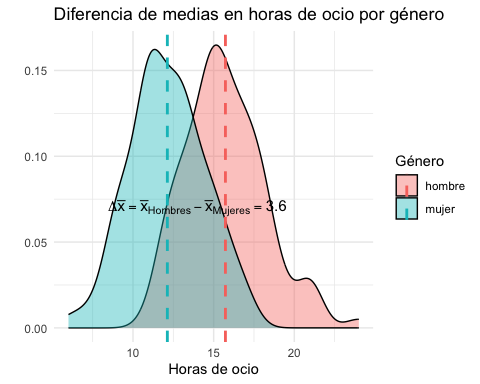 Diferencia de medias en horas de ocio por género
0.15
0.10
0.05
0.00
Δx̅ = x̅Hombres − x̅Mujeres = 3.6
10 15 20
Horas de ocio
Género
hombre
mujer